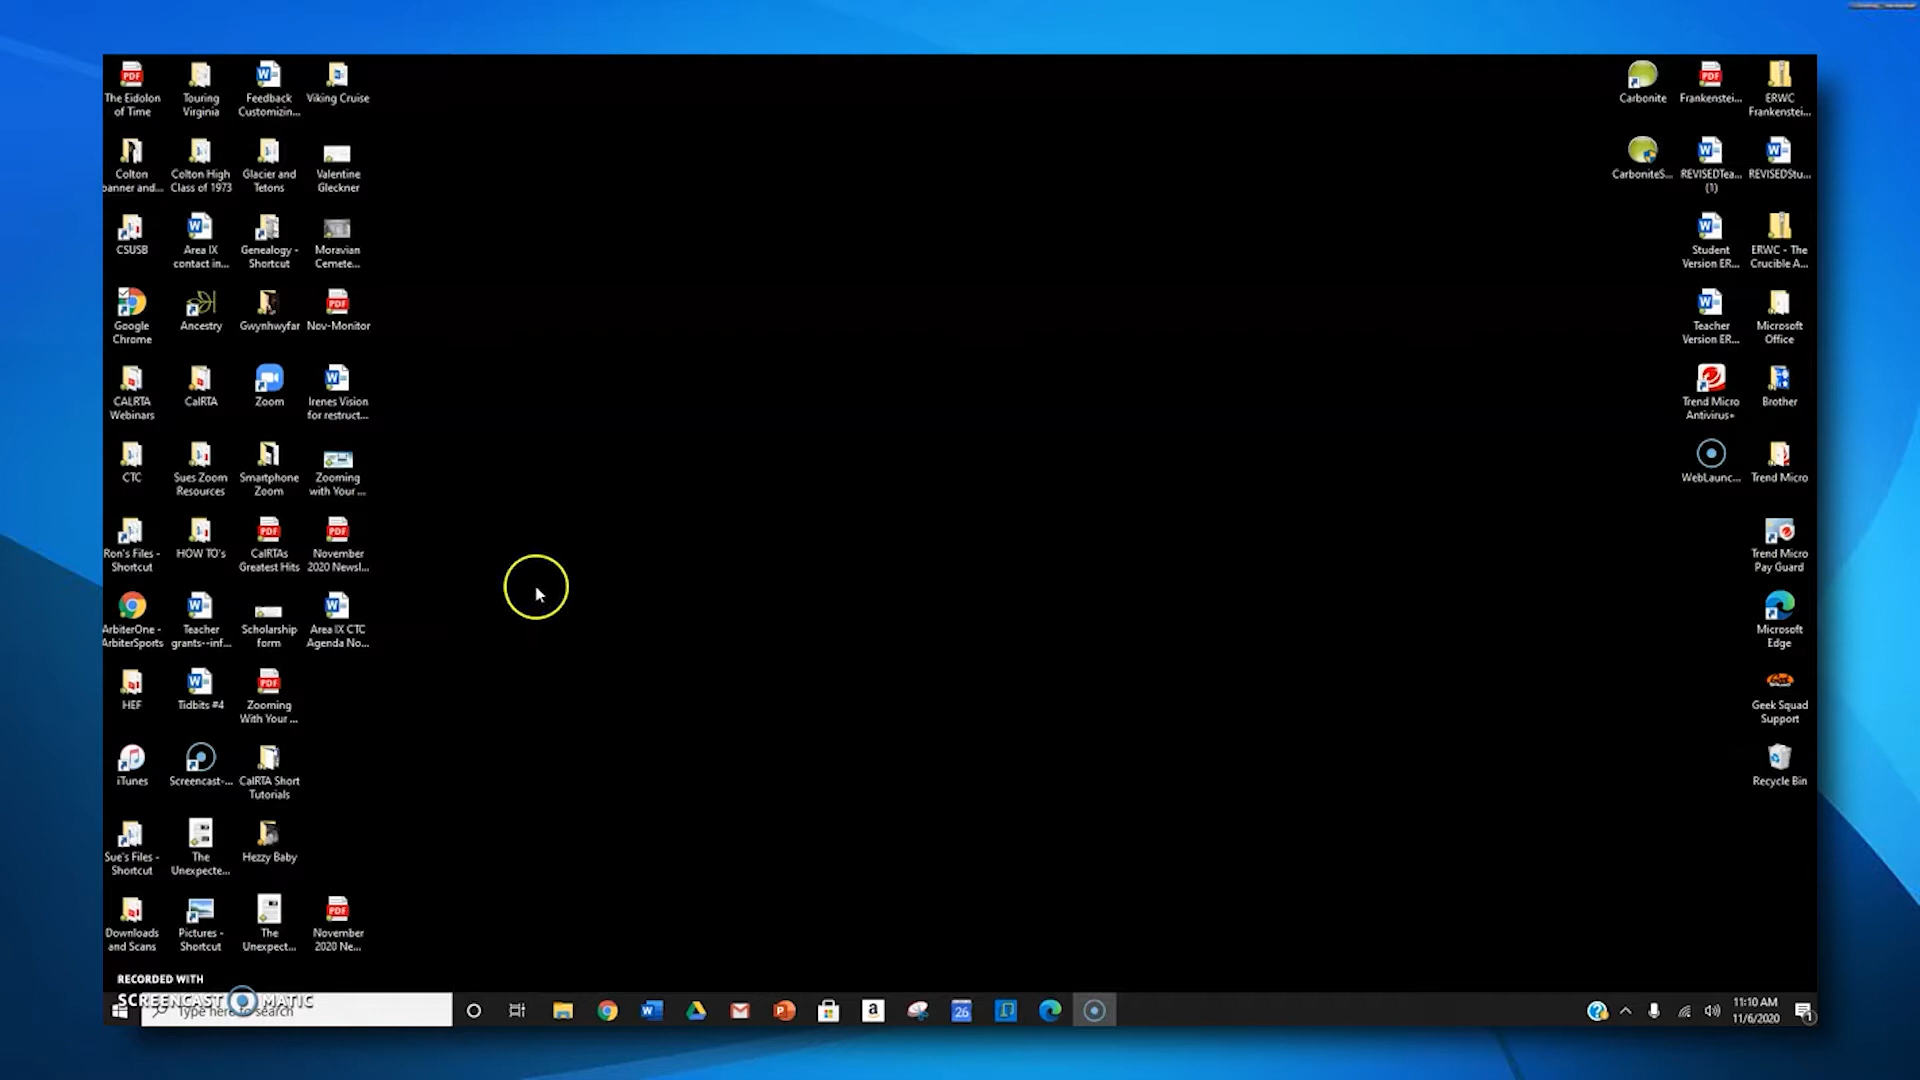 The Eidolon
of Time
Touring
Virginia
Feedback
Customizin...
Viking Cruise
Carbonite
Frankenstei...
ERWC
Frankenstei...
Colton
banner and...
Colton High
Class of 1973
Glacier and
Tetons
Valentine
Gleckner
CarboniteS...
REVISEDTea...
(1)
REVISEDStu...
CSUSB
Area IX
contact in...
Genealogy -
Shortcut
Moravian
Cemete...
Student
Version ER...
ERWC - The
Crucible A...
Google
Chrome
Ancestry
Gwynhwyfar
Nov-Monitor
Teacher
Version ER...
Microsoft
Office
CALRTA
Webinars
CalRTA
Zoom
Irenes Vision
for restruct...
Trend Micro
Antivirus+
Brother
CTC
Sues Zoom
Resources
Smartphone
Zoom
Zooming
with Your ...
WebLaunc...
Trend Micro
Ron's Files -
Shortcut
HOW TO's
CalRTAs
Greatest Hits
November
2020 Newsl...
Trend Micro
Pay Guard
ArbiterOne -
ArbiterSports
Teacher
grants--inf...
Scholarship
form
Area IX CTC
Agenda No...
Microsoft
Edge
HEF
Tidbits #4
Zooming
With Your ...
Geek Squad
Support
iTunes
Screencast-...
CalRTA Short
Tutorials
Recycle Bin
Sue's Files -
Shortcut
The
Unexpecte...
Hezzy Baby
Downloads
and Scans
Pictures -
Shortcut
The
Unexpect...
November
2020 Ne...
RECORDED WITH
SCREENCAST MATIC
Type here to search
26
11:10 AM
11/6/2020